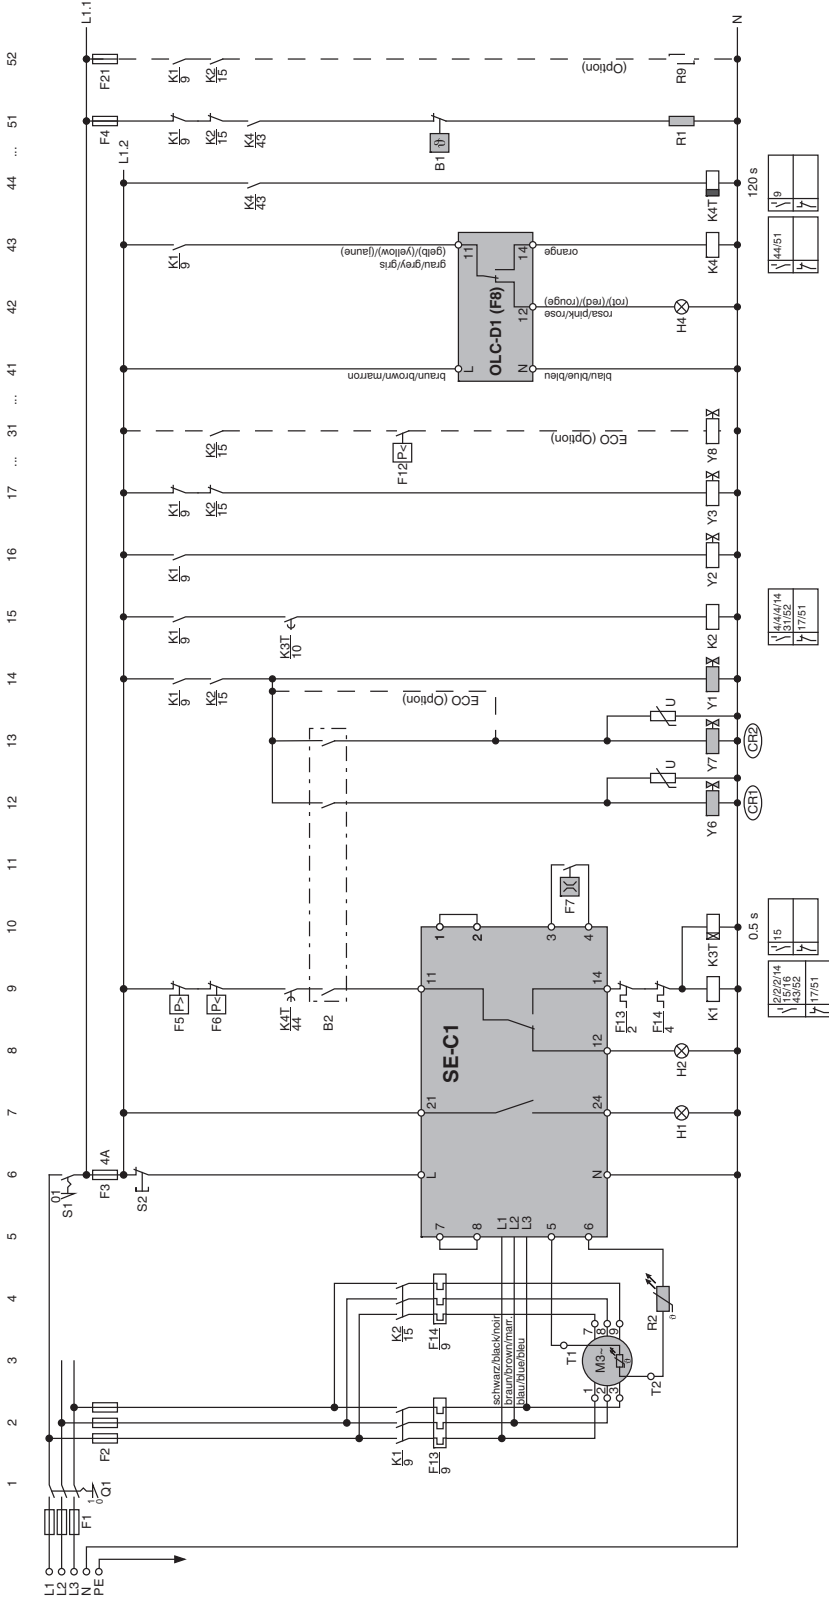 1
2
3
4
5
6
7
8
9
10
11
12
13
14
15
16
17
...
31
...
41
42
43
44
...
51
52
L1
L2
L3
N
PE
F1
Q1
1
0
F2
S1
01
F3
4A
S2
L1.1
L1.2
F4
F21
K1
9
F13
9
K2
15
F14
9
schwarz/black/noir
braun/brown/marr.
blau/blue/bleu
1
2
3
7
8
9
M3~
ϑ
T1
T2
R2
ϑ
SE-C1
7
8
L1
L2
L3
5
6
L
N
21
24
12
11
14
1
2
3
4
H1
H2
F5
P>
F6
P<
K4T
44
B2
F13
2
F14
4
K1
K3T
0.5 s
F7
2/2/2/14
15/16
43/52
17/51
15
Y6
U
CR1
Y7
U
CR2
ECO (Option)
K1
9
K2
15
Y1
K1
9
K3T
10
K2
4/4/4/14
31/52
17/51
K1
9
Y2
K1
9
K2
15
Y3
K2
15
F12
P<
ECO (Option)
Y8
braun/brown/marron
L
N
OLC-D1 (F8)
11
12
14
blau/blue/bleu
rosa/pink/rose
(rot)/(red)/(rouge)
H4
K1
9
grau/grey/gris
(gelb)/(yellow)/(jaune)
orange
K4
44/51
K4
43
K4T
120 s
9
K1
9
K2
15
K4
43
B1
ϑ
R1
K1
9
K2
15
(Option)
R9
N